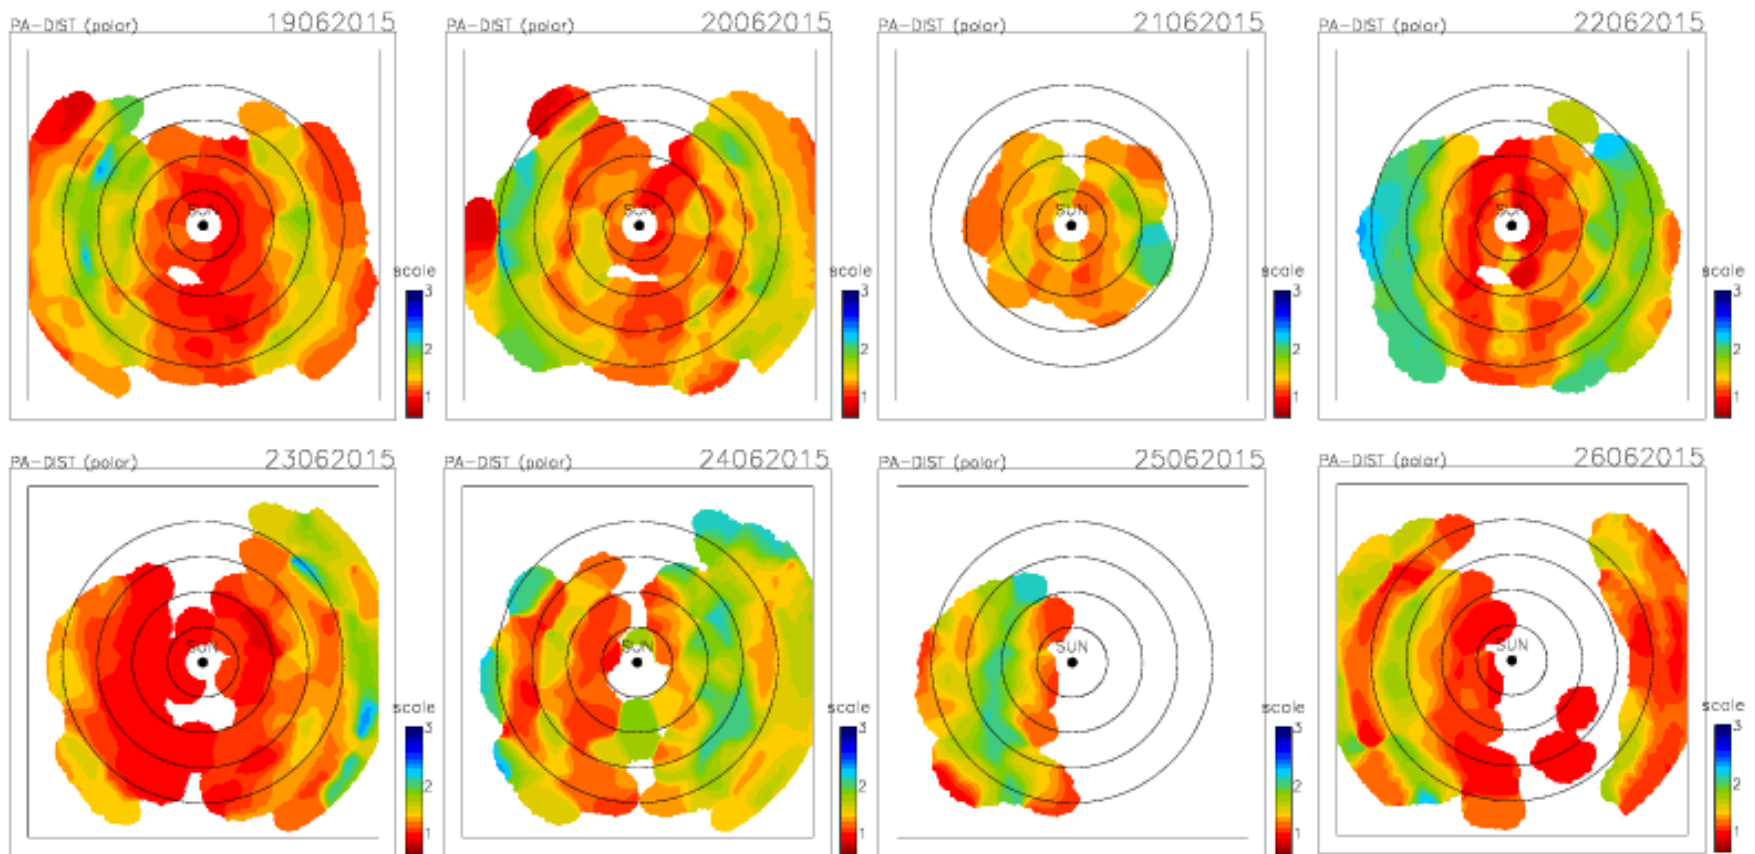 PA-DIST (polar) 19062015
SUN
scale
3
2
1
PA-DIST (polar) 20062015
SUN
scale
3
2
1
PA-DIST (polar) 21062015
SUN
scale
3
2
1
PA-DIST (polar) 22062015
SUN
scale
3
2
1
PA-DIST (polar) 23062015
SUN
scale
3
2
1
PA-DIST (polar) 24062015
SUN
scale
3
2
1
PA-DIST (polar) 25062015
SUN
scale
3
2
1
PA-DIST (polar) 26062015
SUN
scale
3
2
1